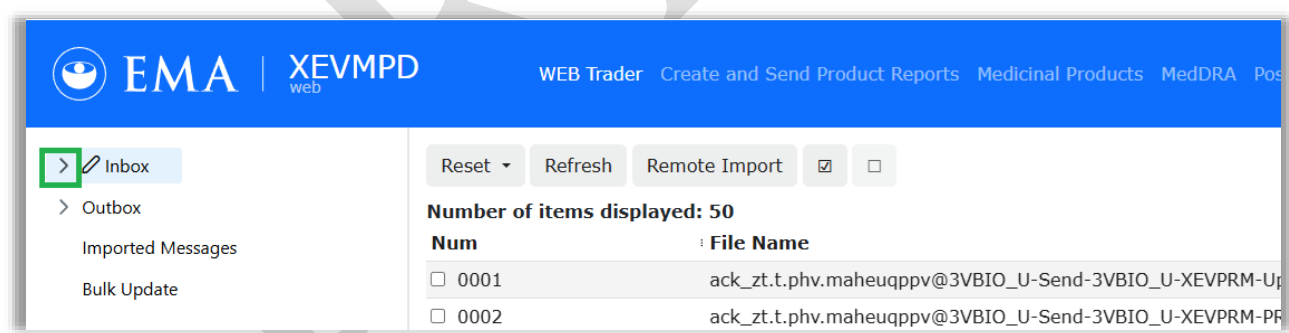 EMA | XEVMPD
web
WEB Trader Create and Send Product Reports Medicinal Products MedDRA
Inbox
Outbox
Imported Messages
Bulk Update
Reset Refresh Remote Import
Number of items displayed: 50
Num File Name
0001 ack_zt.t.phv.maheuqppv@3VBIO_U-Send-3VBIO_U-XEVPRM-Up
0002 ack_zt.t.phv.maheuqppv@3VBIO_U-Send-3VBIO_U-XEVPRM-PR